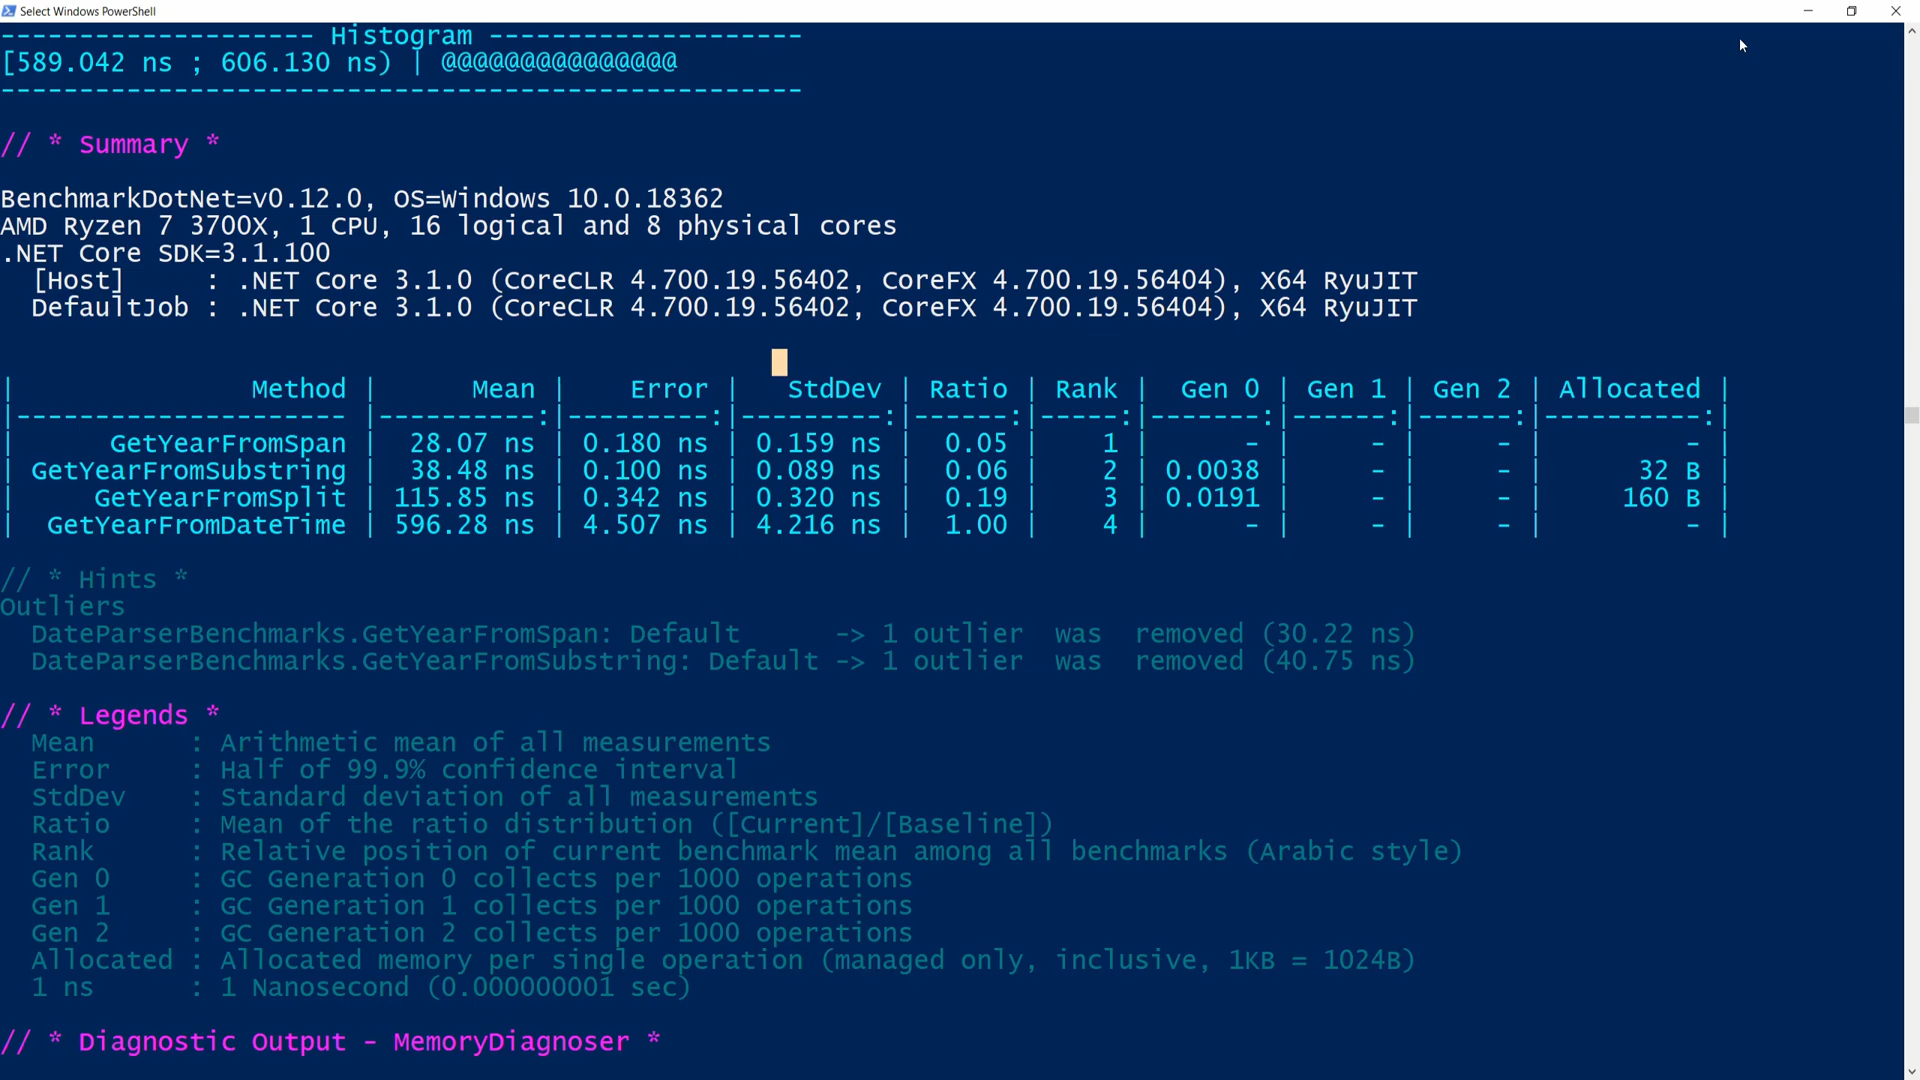 Select Windows PowerShell
-------------------- Histogram --------------------
[589.042 ns ; 606.130 ns) | @@@@@@@@@@@@@@@
---------------------------------------------------
// * Summary *
BenchmarkDotNet=v0.12.0, OS=Windows 10.0.18362
AMD Ryzen 7 3700X, 1 CPU, 16 logical and 8 physical cores
.NET Core SDK=3.1.100
  [Host]     : .NET Core 3.1.0 (CoreCLR 4.700.19.56402, CoreFX 4.700.19.56404), X64 RyuJIT
  DefaultJob : .NET Core 3.1.0 (CoreCLR 4.700.19.56402, CoreFX 4.700.19.56404), X64 RyuJIT
|               Method |      Mean |    Error |   StdDev | Ratio | Rank |  Gen 0 | Gen 1 | Gen 2 | Allocated |
|--------------------- |----------:|---------:|---------:|------:|-----:|-------:|------:|------:|----------:|
|      GetYearFromSpan |  28.07 ns | 0.180 ns | 0.159 ns |  0.05 |    1 |      - |     - |     - |         - |
| GetYearFromSubstring |  38.48 ns | 0.100 ns | 0.089 ns |  0.06 |    2 | 0.0038 |     - |     - |      32 B |
|     GetYearFromSplit | 115.85 ns | 0.342 ns | 0.320 ns |  0.19 |    3 | 0.0191 |     - |     - |     160 B |
|  GetYearFromDateTime | 596.28 ns | 4.507 ns | 4.216 ns |  1.00 |    4 |      - |     - |     - |         - |
// * Hints *
Outliers
  DateParserBenchmarks.GetYearFromSpan: Default      -> 1 outlier  was  removed (30.22 ns)
  DateParserBenchmarks.GetYearFromSubstring: Default -> 1 outlier  was  removed (40.75 ns)
// * Legends *
  Mean      : Arithmetic mean of all measurements
  Error     : Half of 99.9% confidence interval
  StdDev    : Standard deviation of all measurements
  Ratio     : Mean of the ratio distribution ([Current]/[Baseline])
  Rank      : Relative position of current benchmark mean among all benchmarks (Arabic style)
  Gen 0     : GC Generation 0 collects per 1000 operations
  Gen 1     : GC Generation 1 collects per 1000 operations
  Gen 2     : GC Generation 2 collects per 1000 operations
  Allocated : Allocated memory per single operation (managed only, inclusive, 1KB = 1024B)
  1 ns      : 1 Nanosecond (0.000000001 sec)
// * Diagnostic Output - MemoryDiagnoser *